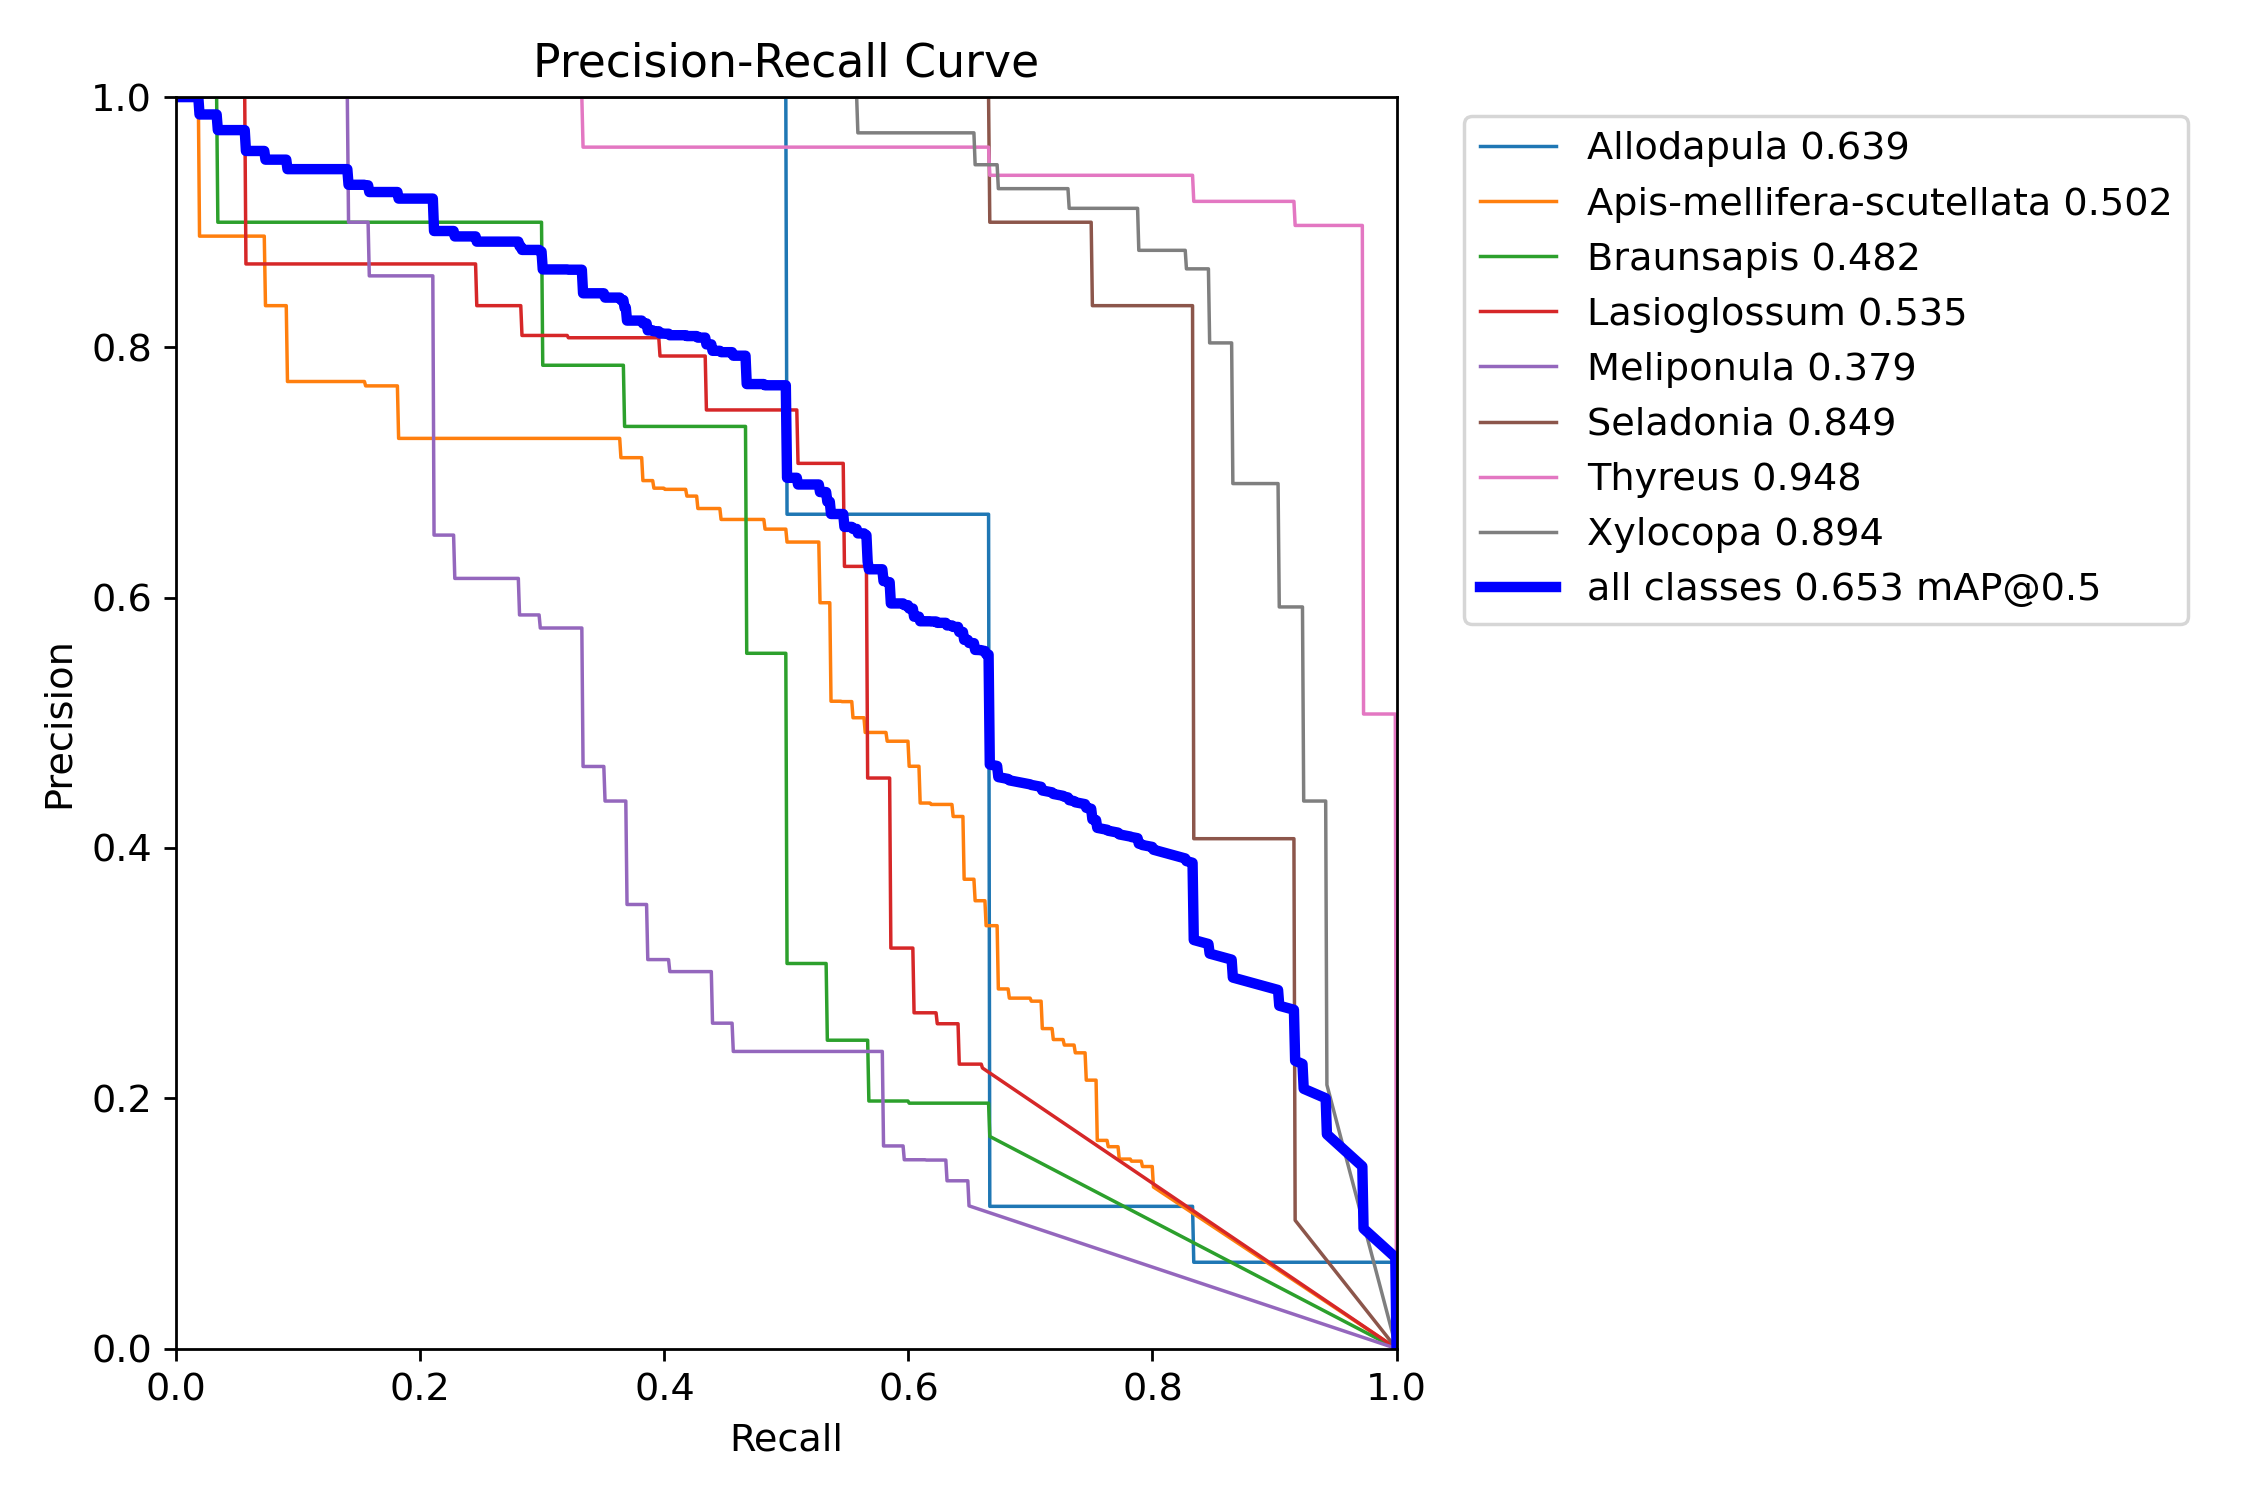 Precision-Recall Curve
1.0
0.8
0.6
0.4
0.2
0.0
Precision
0.0 0.2 0.4 0.6 0.8 1.0
Recall
Allodapula 0.639
Apis-mellifera-scutellata 0.502
Braunsapis 0.482
Lasioglossum 0.535
Meliponula 0.379
Seladonia 0.849
Thyreus 0.948
Xylocopa 0.894
all classes 0.653 mAP@0.5